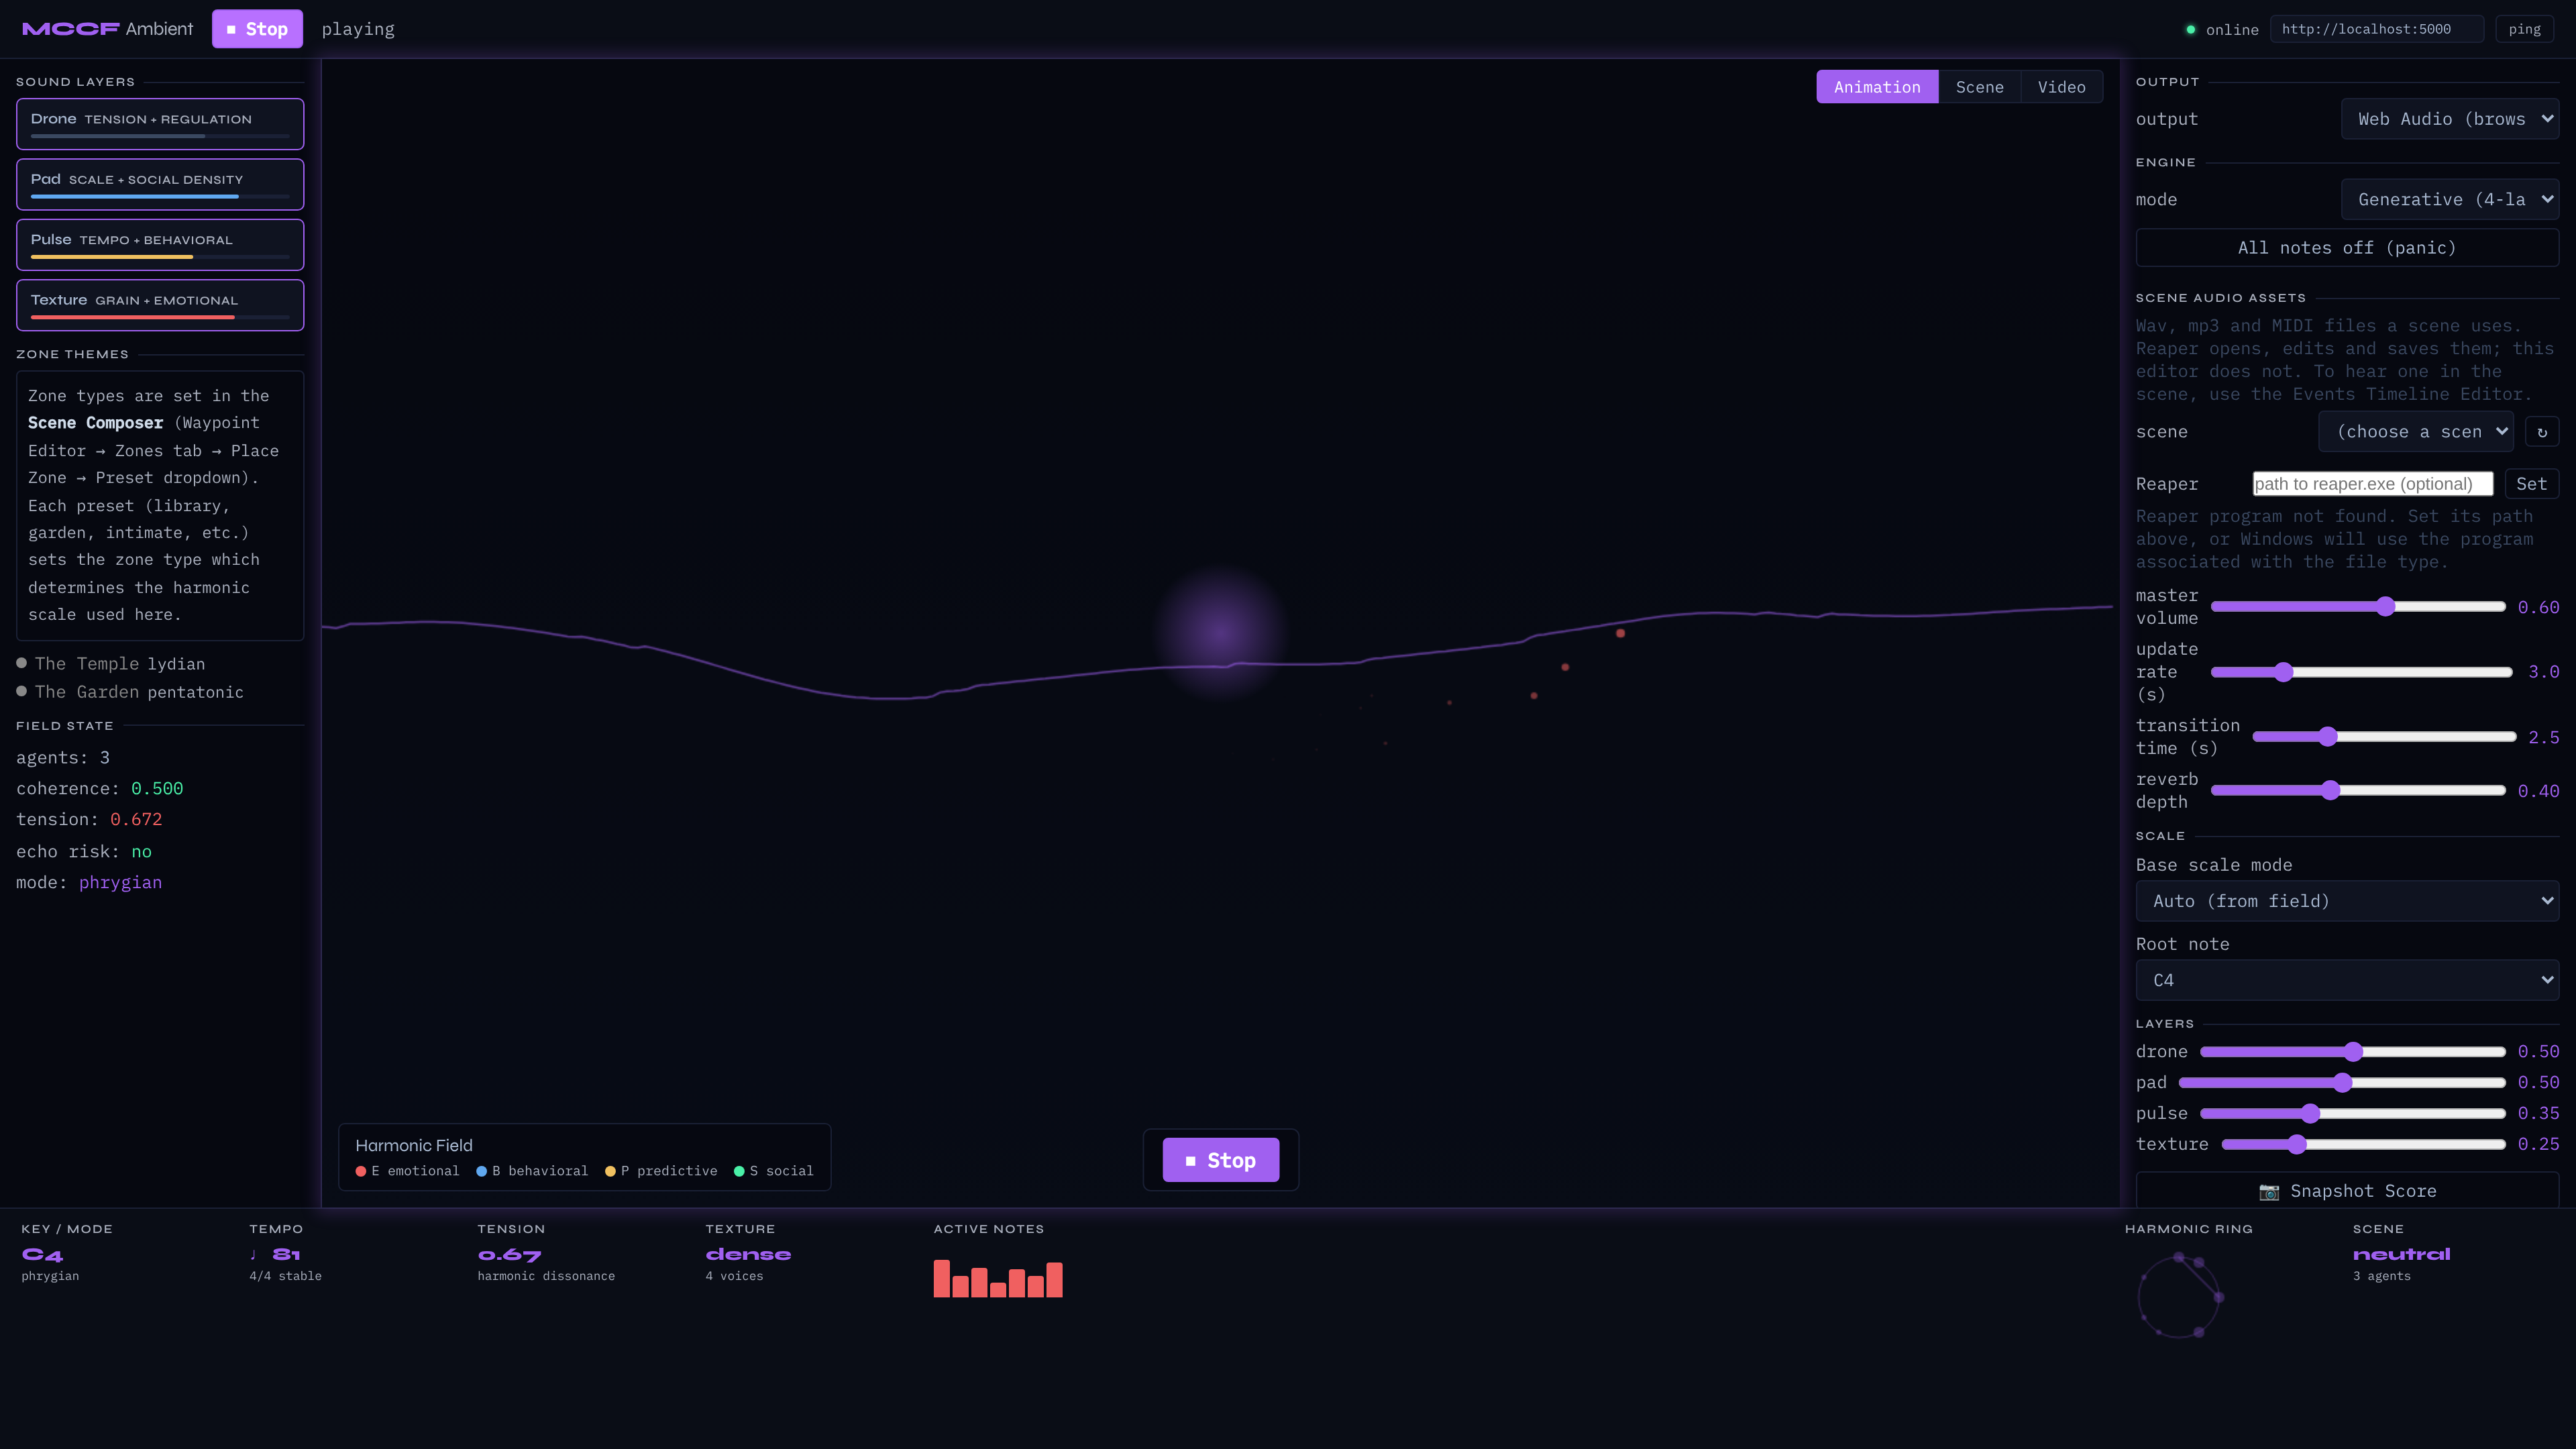 MCCF Ambient
■ Stop
playing
online
http://localhost:5000
ping
SOUND LAYERS
Drone TENSION + REGULATION
Pad SCALE + SOCIAL DENSITY
Pulse TEMPO + BEHAVIORAL
Texture GRAIN + EMOTIONAL
ZONE THEMES
Zone types are set in the
Scene Composer (Waypoint
Editor → Zones tab → Place
Zone → Preset dropdown).
Each preset (library,
garden, intimate, etc.)
sets the zone type which
determines the harmonic
scale used here.
The Temple lydian
The Garden pentatonic
FIELD STATE
agents: 3
coherence: 0.500
tension: 0.672
echo risk: no
mode: phrygian
Animation
Scene
Video
Harmonic Field
E emotional
B behavioral
P predictive
S social
■ Stop
OUTPUT
output
Web Audio (brows
ENGINE
mode
Generative (4-la
All notes off (panic)
SCENE AUDIO ASSETS
Wav, mp3 and MIDI files a scene uses.
Reaper opens, edits and saves them; this
editor does not. To hear one in the
scene, use the Events Timeline Editor.
scene
(choose a scen
↻
Reaper
path to reaper.exe (optional)
Set
Reaper program not found. Set its path
above, or Windows will use the program
associated with the file type.
master
volume
0.60
update
rate
(s)
3.0
transition
time (s)
2.5
reverb
depth
0.40
SCALE
Base scale mode
Auto (from field)
Root note
C4
LAYERS
drone
0.50
pad
0.50
pulse
0.35
texture
0.25
📷 Snapshot Score
KEY / MODE
C4
phrygian
TEMPO
♩ 81
4/4 stable
TENSION
0.67
harmonic dissonance
TEXTURE
dense
4 voices
ACTIVE NOTES
HARMONIC RING
SCENE
neutral
3 agents